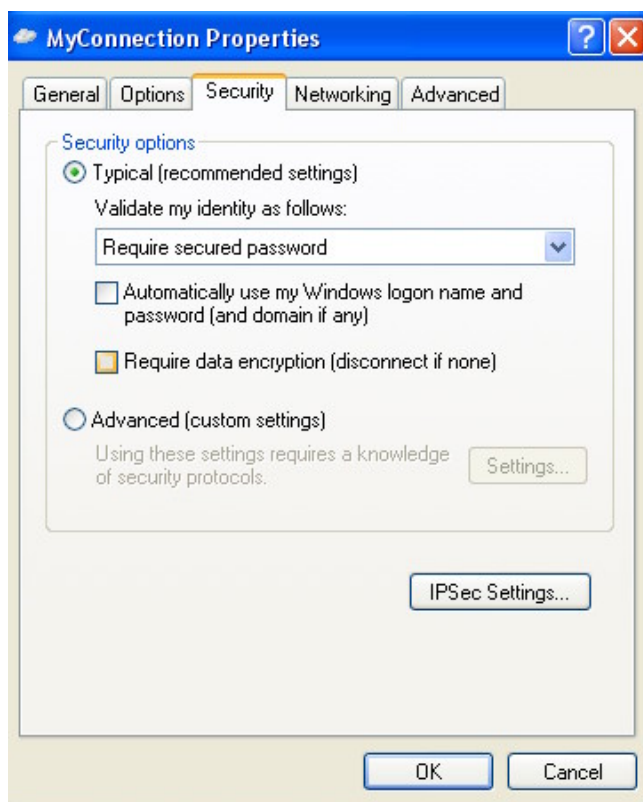 MyConnection Properties
General Options Security Networking Advanced
Security options
Typical (recommended settings)
Validate my identity as follows:
Require secured password
Automatically use my Windows logon name and
password (and domain if any)
Require data encryption (disconnect if none)
Advanced (custom settings)
Using these settings requires a knowledge
of security protocols.
Settings...
IPSec Settings...
OK Cancel